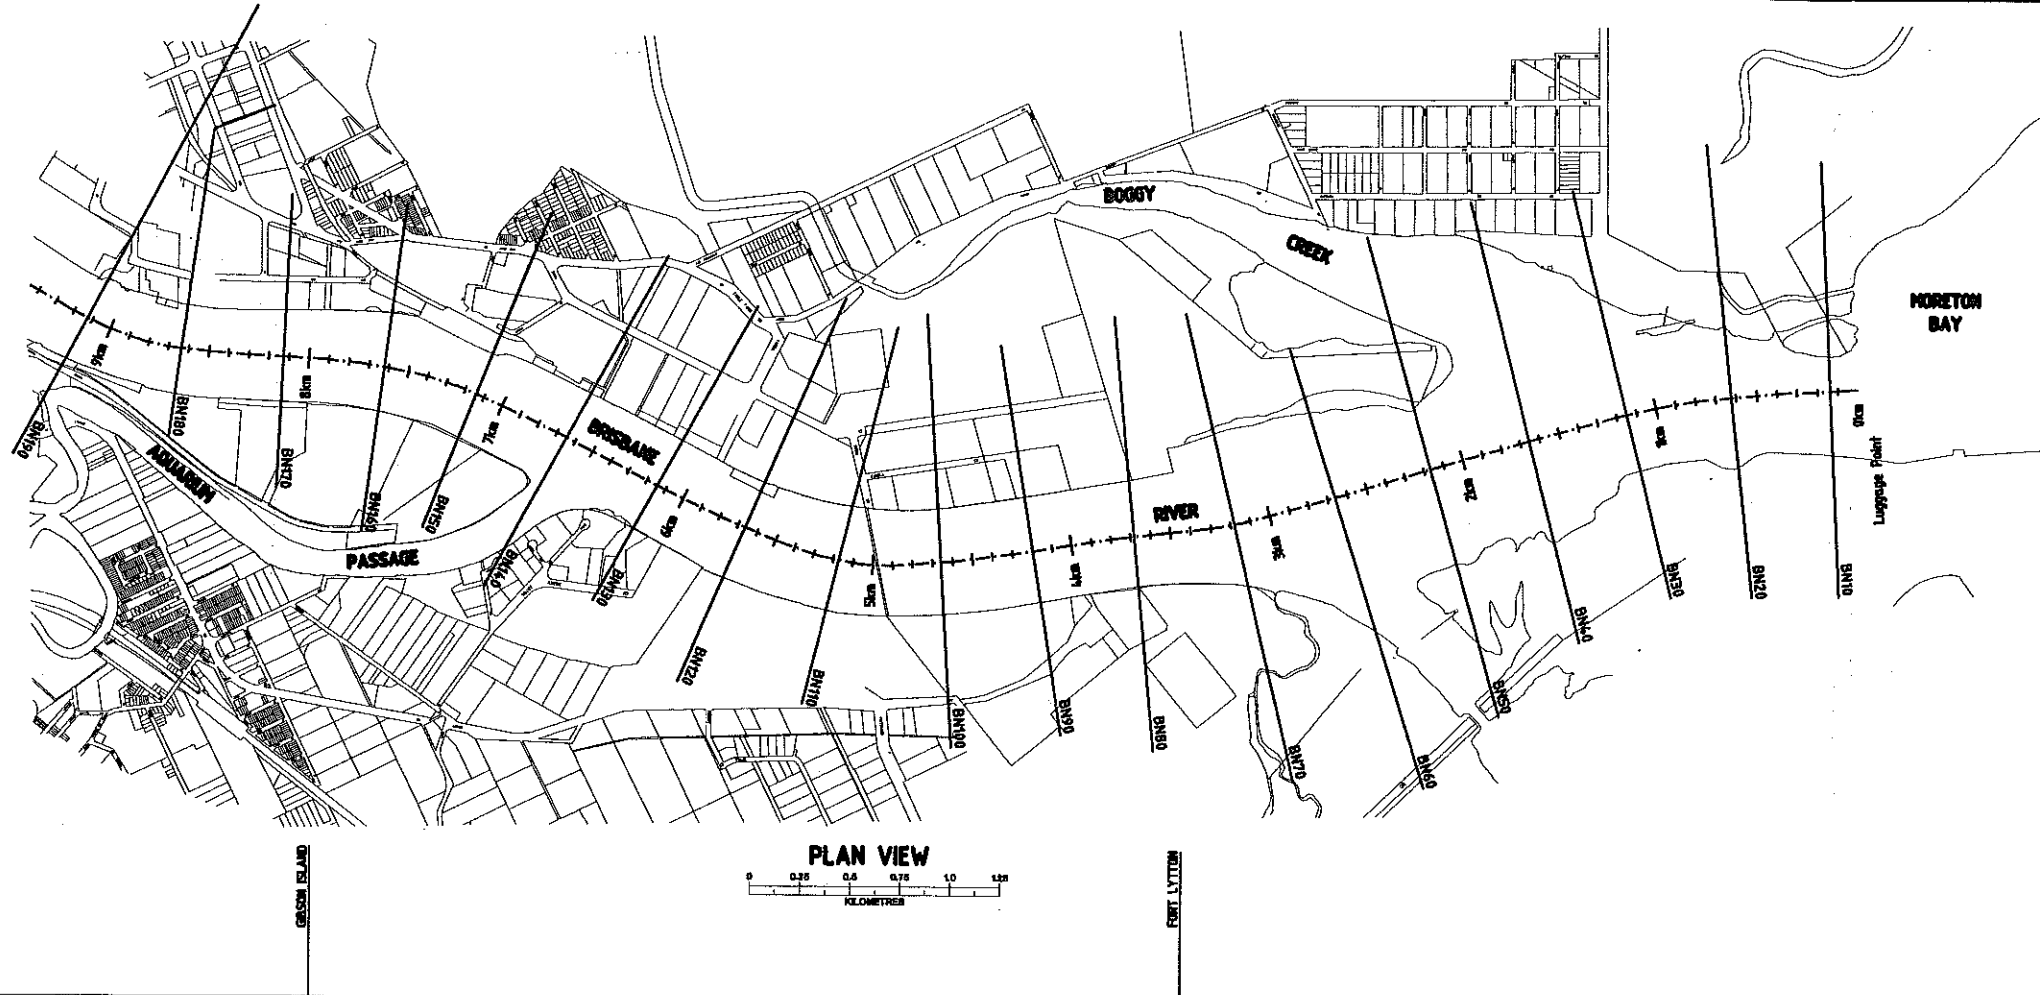 BOGGY
CREEK
MORETON
BAY
9km
8km
7km
BRISBANE
6km
5km
4km
RIVER
3km
2km
1km
0km
Luggage Point
AQUARIUM
PASSAGE
BN190
BN180
BN170
BN160
BN150
BN140
BN130
BN120
BN110
BN100
BN90
BN80
BN70
BN60
BN50
BN40
BN30
BN20
BN10
GIBSON ISLAND
PLAN VIEW
0 0.25 0.5 0.75 1.0 1.25
KILOMETRES
FORT LYTTON